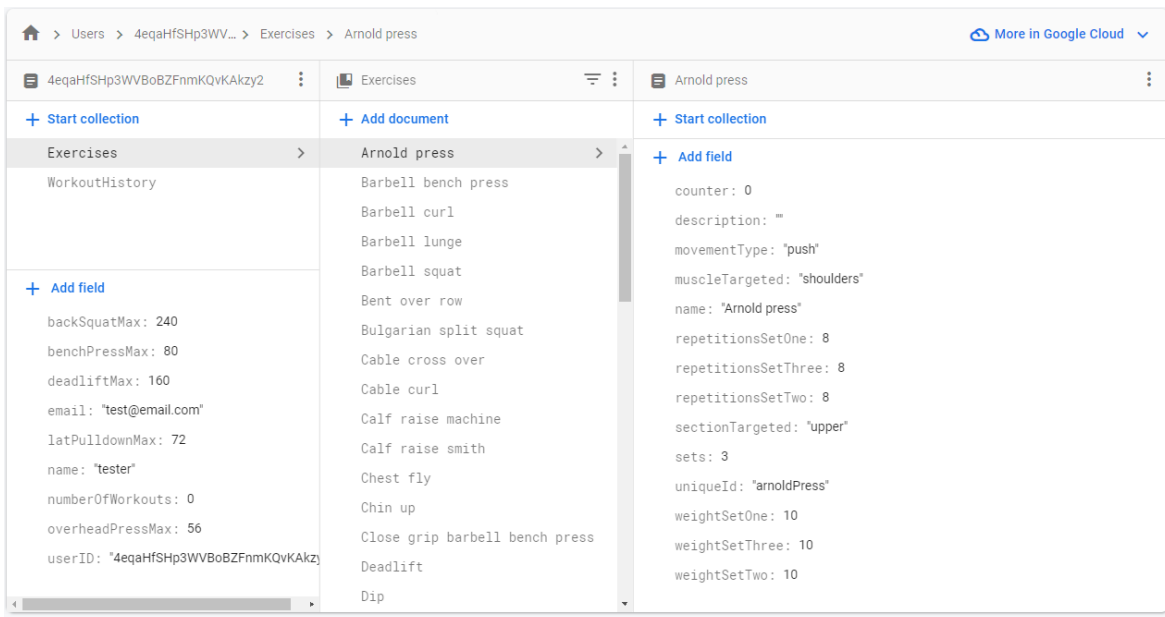 Users > 4eqaHfSHp3WV... > Exercises > Arnold press
More in Google Cloud
4eqaHfSHp3WVBoBZFnmKQvKAkzy2
Start collection
Exercises
WorkoutHistory
Add field
backSquatMax: 240
benchPressMax: 80
deadliftMax: 160
email: "test@email.com"
latPulldownMax: 72
name: "tester"
numberOfWorkouts: 0
overheadPressMax: 56
userID: "4eqaHfSHp3WVBoBZFnmKQvKAkzy
Exercises
Add document
Arnold press
Barbell bench press
Barbell curl
Barbell lunge
Barbell squat
Bent over row
Bulgarian split squat
Cable cross over
Cable curl
Calf raise machine
Calf raise smith
Chest fly
Chin up
Close grip barbell bench press
Deadlift
Dip
Arnold press
Start collection
Add field
counter: 0
description: ""
movementType: "push"
muscleTargeted: "shoulders"
name: "Arnold press"
repetitionsSetOne: 8
repetitionsSetThree: 8
repetitionsSetTwo: 8
sectionTargeted: "upper"
sets: 3
uniqueId: "arnoldPress"
weightSetOne: 10
weightSetThree: 10
weightSetTwo: 10